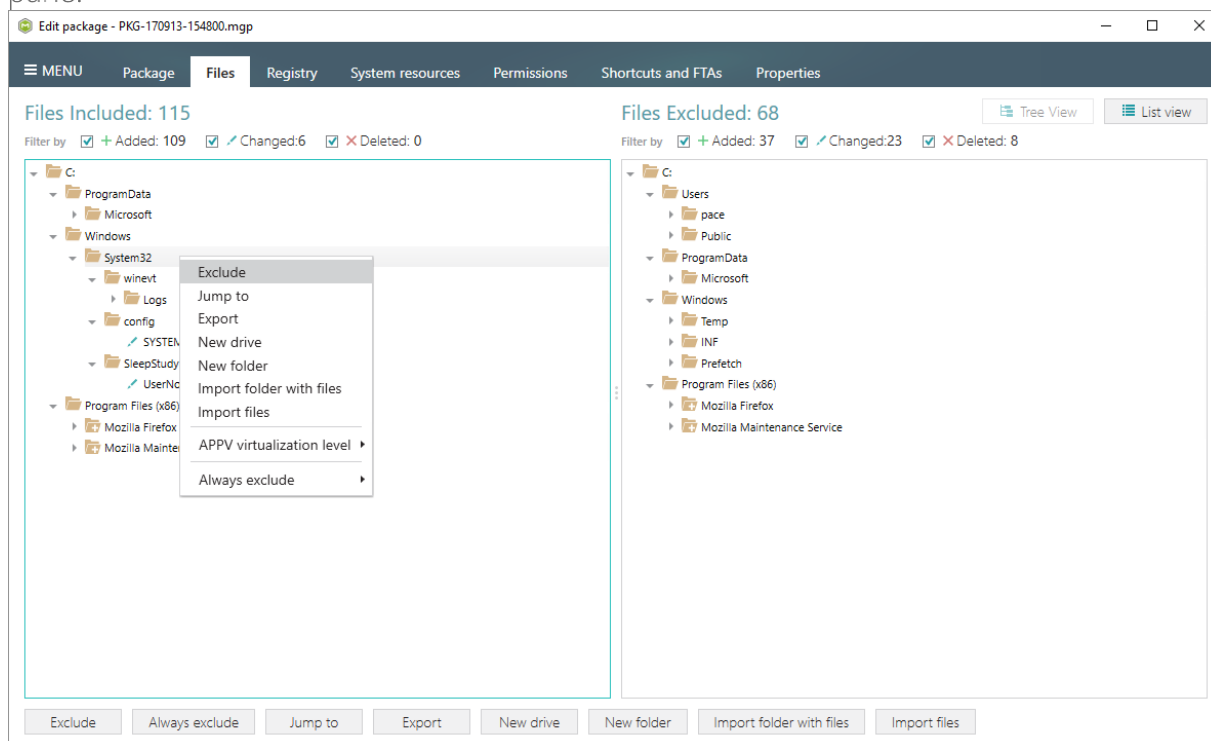 Edit package - PKG-170913-154800.mgp
MENU Package Files Registry System resources Permissions Shortcuts and FTAs Properties
Files Included: 115
Filter by + Added: 109 Changed:6 Deleted: 0
C:
ProgramData
Microsoft
Windows
System32
winevt
Logs
config
SYSTEM
SleepStudy
UserNo
Program Files (x86)
Mozilla Firefox
Mozilla Mainte
Exclude
Jump to
Export
New drive
New folder
Import folder with files
Import files
APPV virtualization level
Always exclude
Files Excluded: 68
Tree View List view
Filter by + Added: 37 Changed:23 Deleted: 8
C:
Users
pace
Public
ProgramData
Microsoft
Windows
Temp
INF
Prefetch
Program Files (x86)
Mozilla Firefox
Mozilla Maintenance Service
Exclude Always exclude Jump to Export New drive New folder Import folder with files Import files